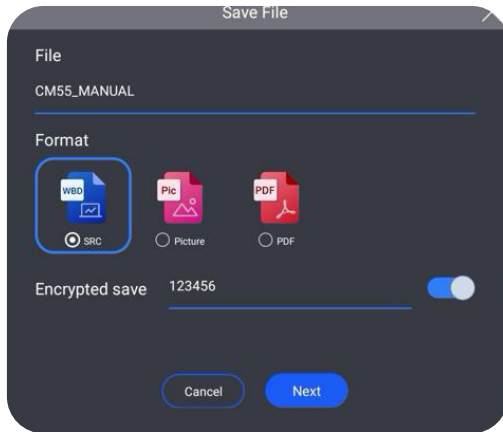 Save File
File
CM55_MANUAL
Format
WBD
Pic
PDF
SRC
Picture
PDF
Encrypted save 123456
Cancel
Next